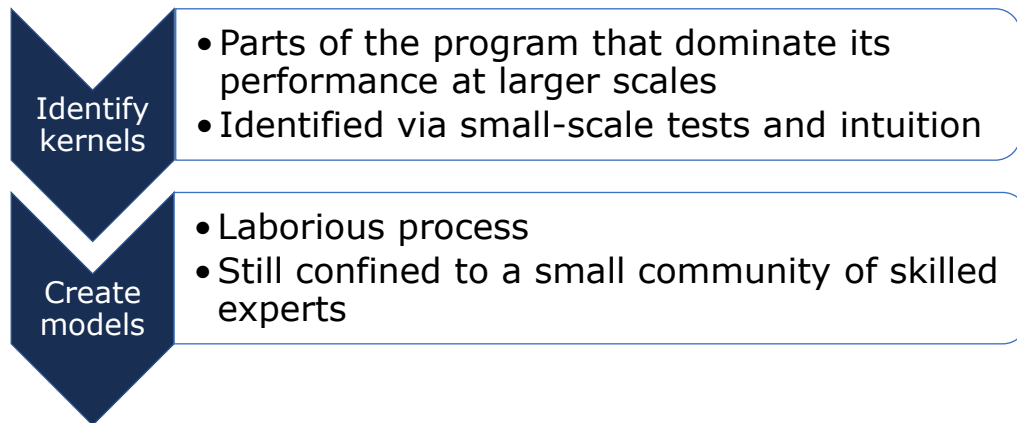 Identify
kernels
•Parts of the program that dominate its
performance at larger scales
•Identified via small-scale tests and intuition
Create
models
•Laborious process
•Still confined to a small community of skilled
experts